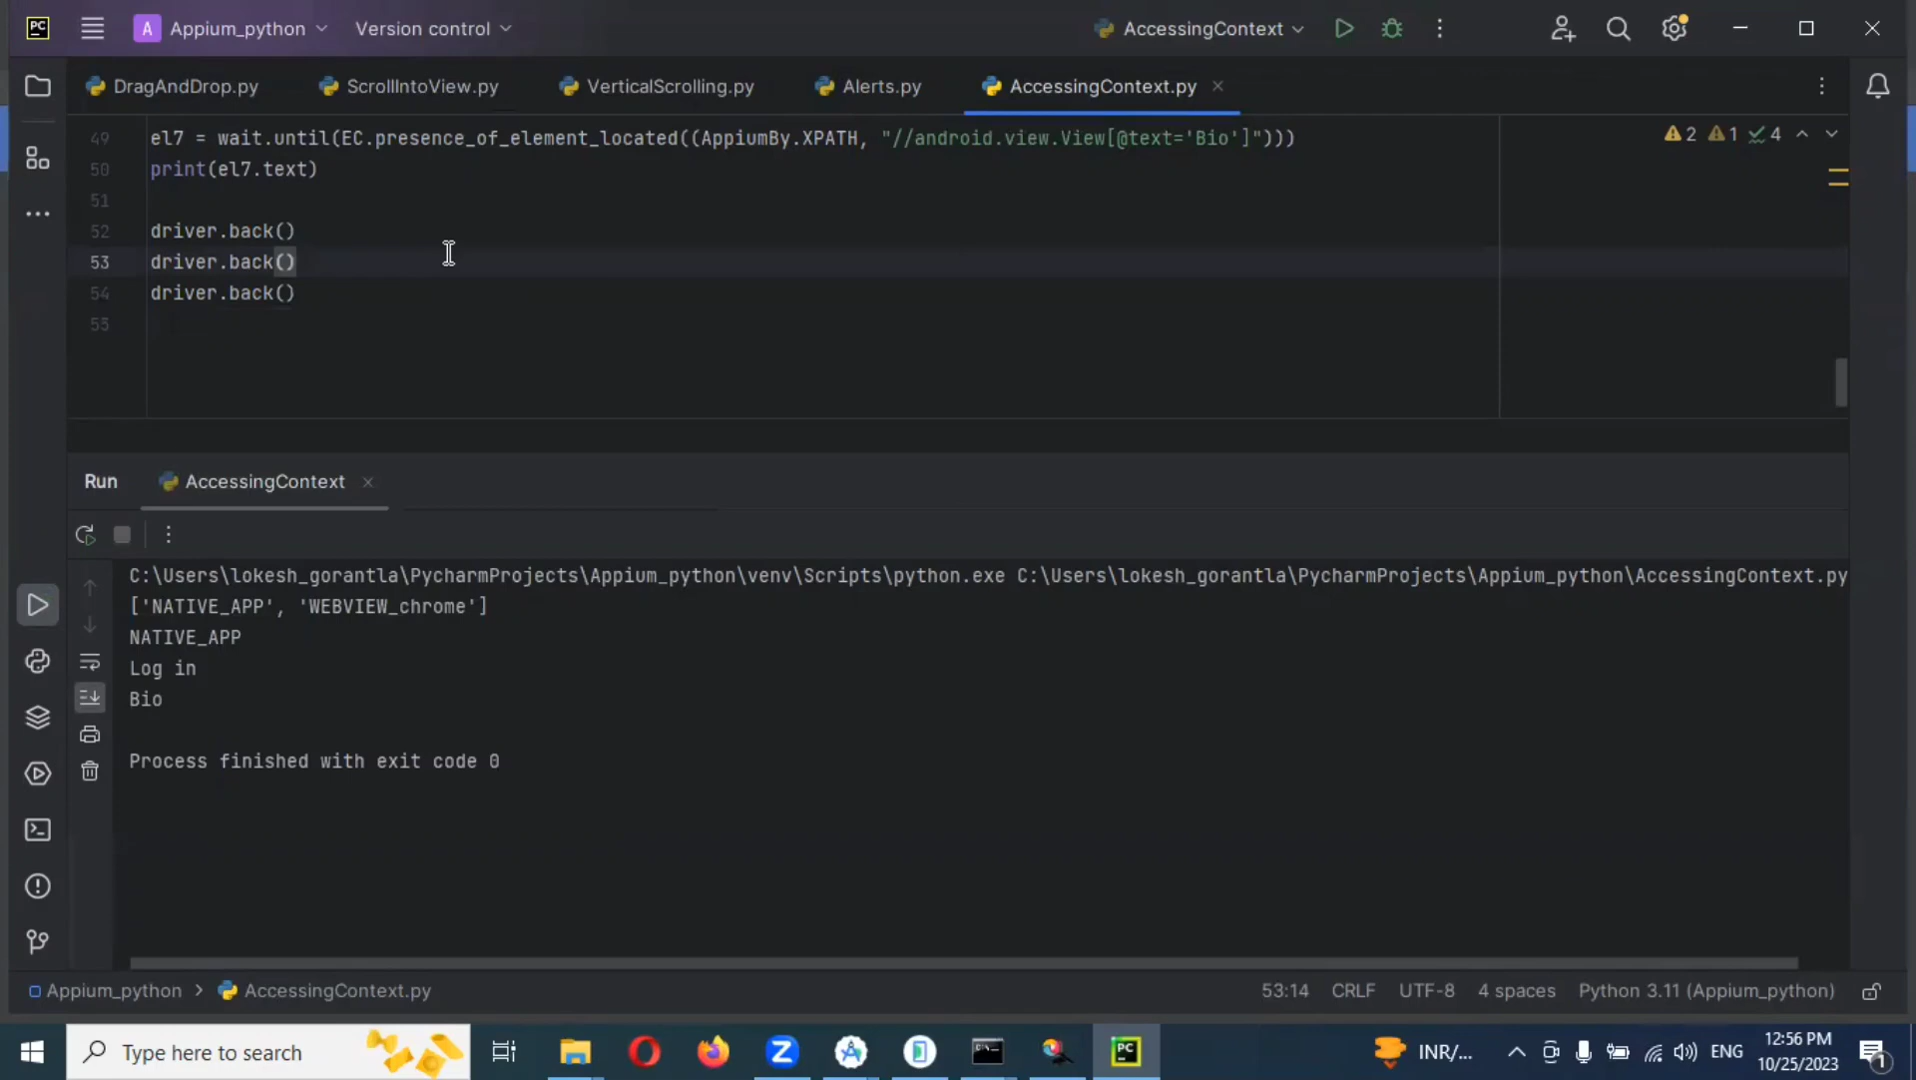 PC A Appium_python Version control AccessingContext
DragAndDrop.py ScrollIntoView.py VerticalScrolling.py Alerts.py AccessingContext.py
49 el7 = wait.until(EC.presence_of_element_located((AppiumBy.XPATH, "//android.view.View[@text='Bio']"))) 2 1 4
50 print(el7.text)
51
52 driver.back()
53 driver.back()
54 driver.back()
55
Run AccessingContext
C:\Users\lokesh_gorantla\PycharmProjects\Appium_python\venv\Scripts\python.exe C:\Users\lokesh_gorantla\PycharmProjects\Appium_python\AccessingContext.py
['NATIVE_APP', 'WEBVIEW_chrome']
NATIVE_APP
Log in
Bio
Process finished with exit code 0
Appium_python > AccessingContext.py 53:14 CRLF UTF-8 4 spaces Python 3.11 (Appium_python)
Type here to search PC INR/... ENG 12:56 PM 1
10/25/2023